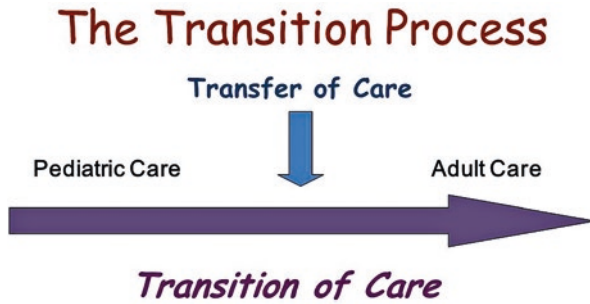 The Transition Process
Transfer of Care
Pediatric Care
Adult Care
Transition of Care